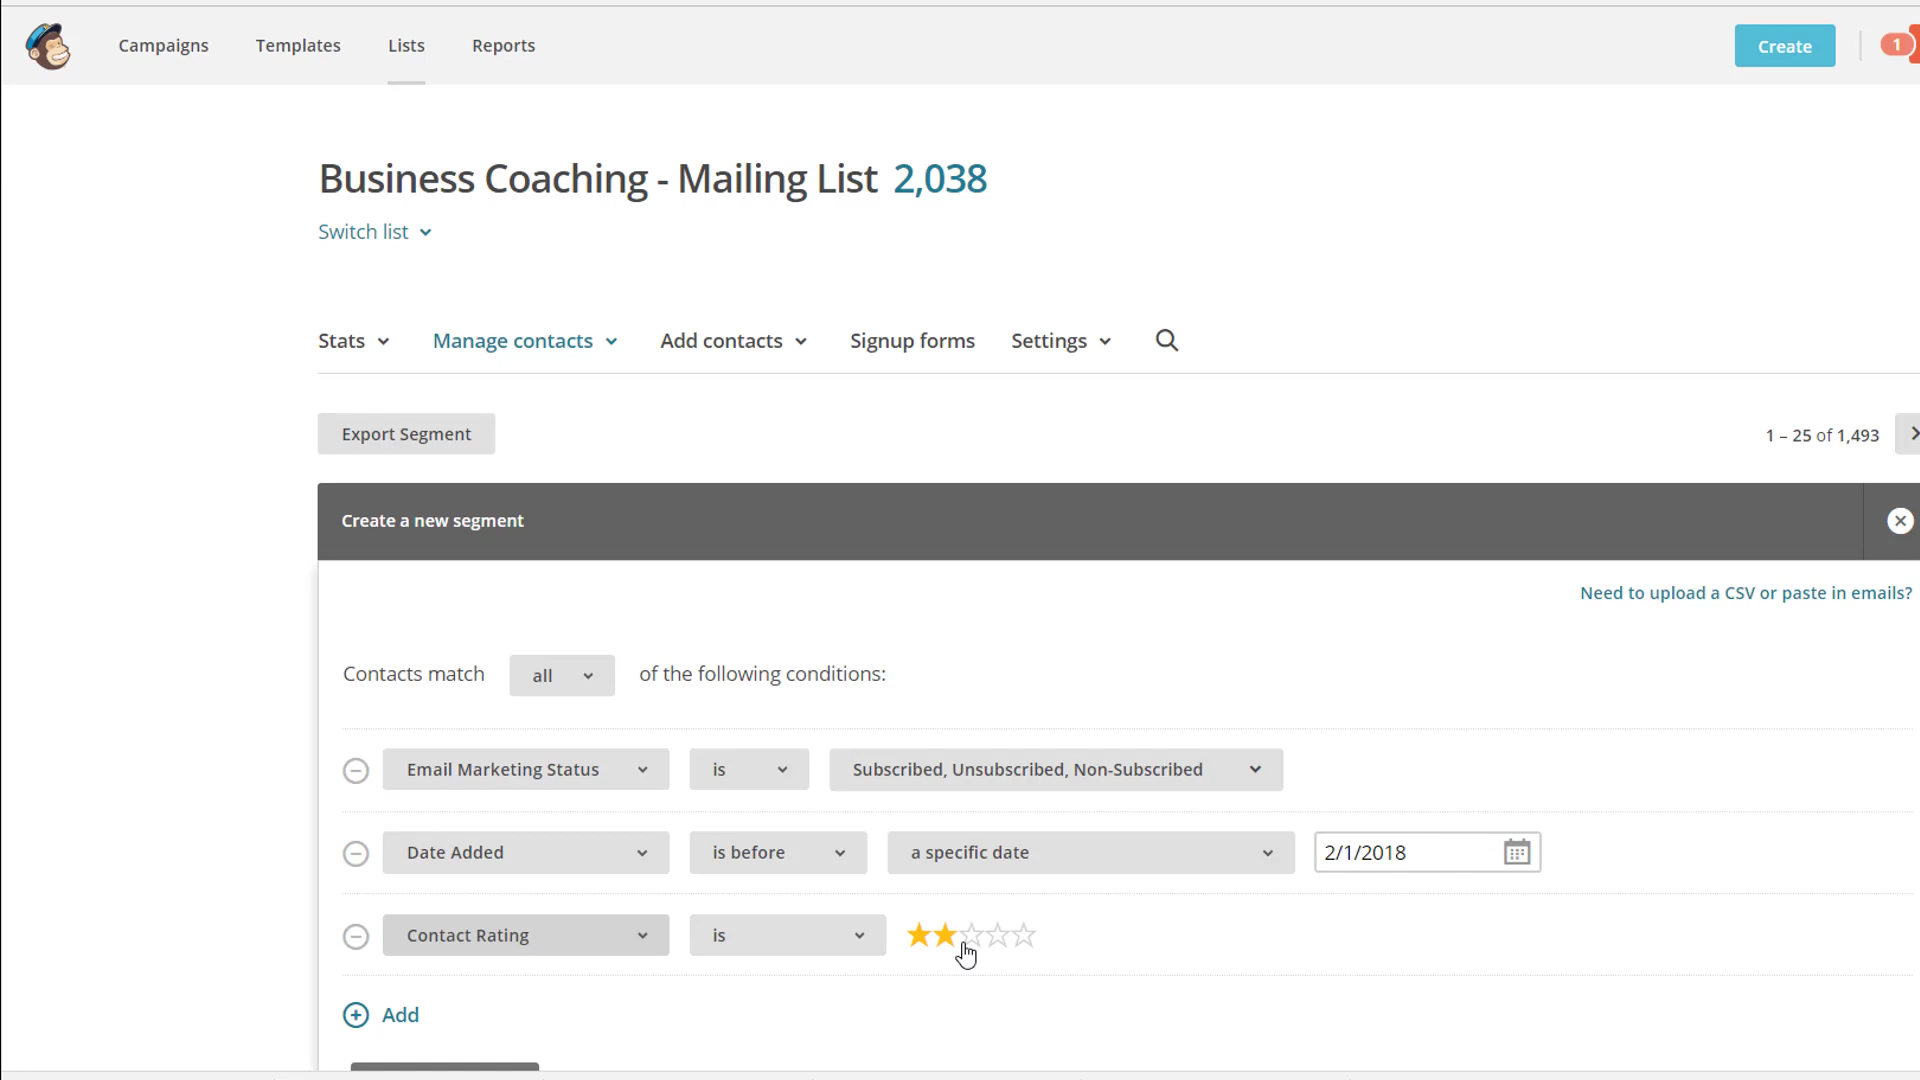 Campaigns Templates Lists Reports Create 1
Business Coaching - Mailing List 2,038
Switch list
Stats Manage contacts Add contacts Signup forms Settings
Export Segment 1 – 25 of 1,493
Create a new segment
Need to upload a CSV or paste in emails?
Contacts match all of the following conditions:
Email Marketing Status is Subscribed, Unsubscribed, Non-Subscribed
Date Added is before a specific date 2/1/2018
Contact Rating is
Add